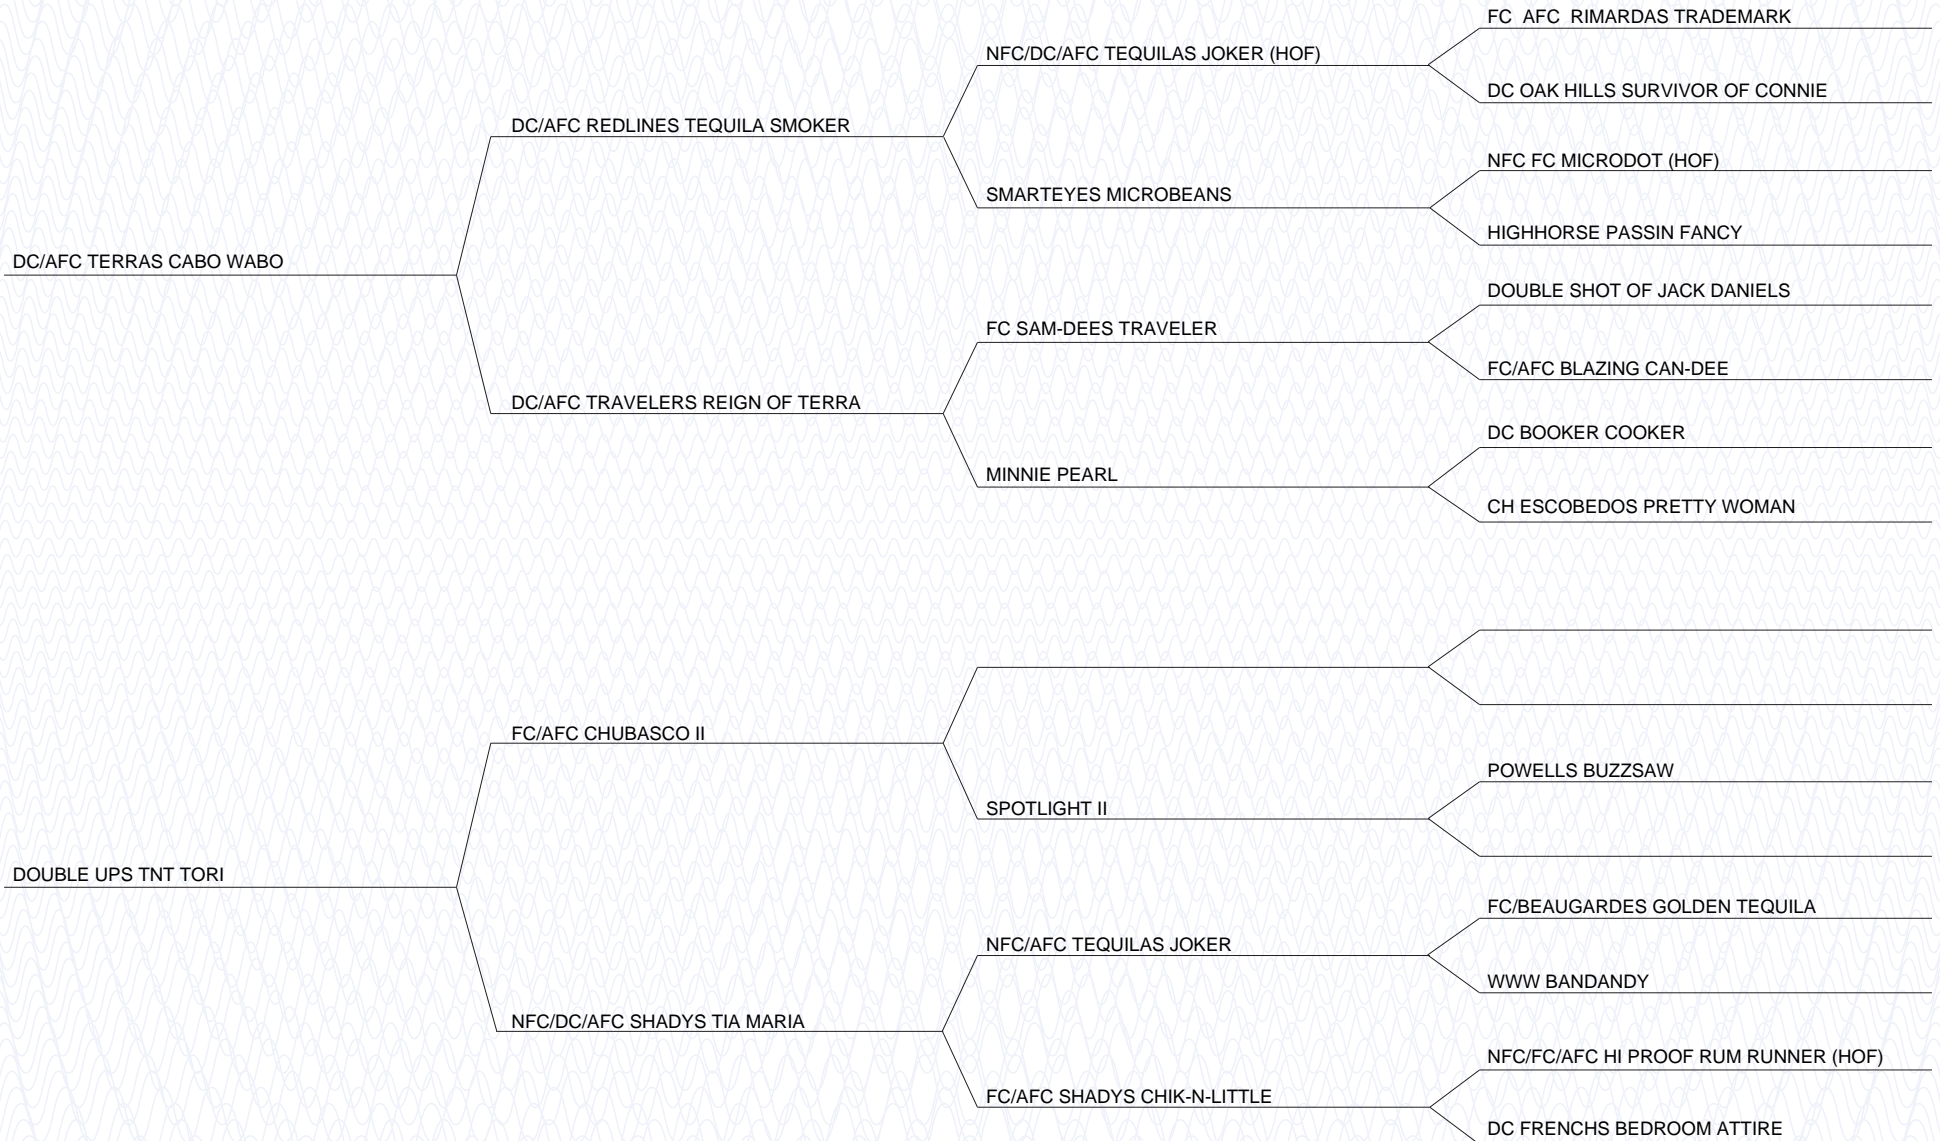 FC  AFC  RIMARDAS TRADEMARK
NFC/DC/AFC TEQUILAS JOKER (HOF)
DC OAK HILLS SURVIVOR OF CONNIE
DC/AFC REDLINES TEQUILA SMOKER
NFC FC MICRODOT (HOF)
SMARTEYES MICROBEANS
HIGHHORSE PASSIN FANCY
DC/AFC TERRAS CABO WABO
DOUBLE SHOT OF JACK DANIELS
FC SAM-DEES TRAVELER
FC/AFC BLAZING CAN-DEE
DC/AFC TRAVELERS REIGN OF TERRA
DC BOOKER COOKER
MINNIE PEARL
CH ESCOBEDOS PRETTY WOMAN
FC/AFC CHUBASCO II
POWELLS BUZZSAW
SPOTLIGHT II
DOUBLE UPS TNT TORI
FC/BEAUGARDES GOLDEN TEQUILA
NFC/AFC TEQUILAS JOKER
WWW BANDANDY
NFC/DC/AFC SHADYS TIA MARIA
NFC/FC/AFC HI PROOF RUM RUNNER (HOF)
FC/AFC SHADYS CHIK-N-LITTLE
DC FRENCHS BEDROOM ATTIRE